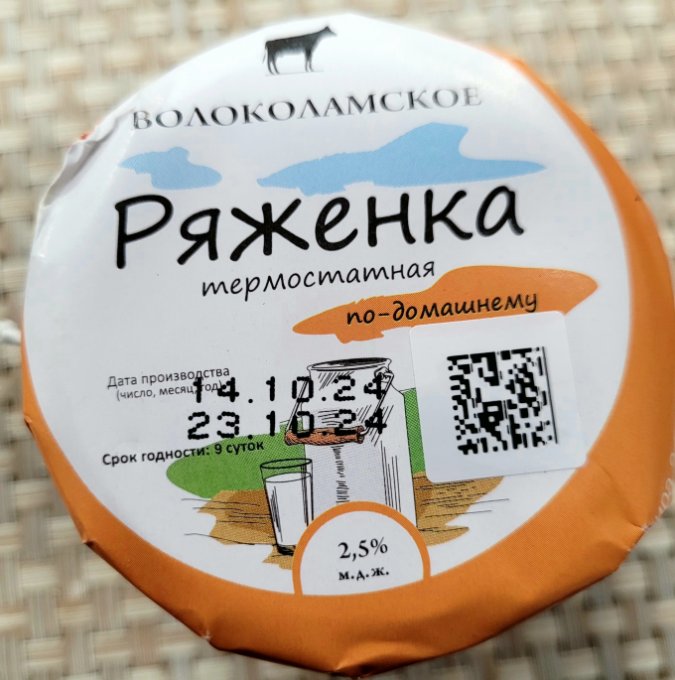 ВОЛОКОЛАМСКОЕ
Ряженка
термостатная
по-домашнему
Дата производства
(число, месяц, год)
14.10.24
23.10.24
Срок годности: 9 суток
2,5%
м.д.ж.